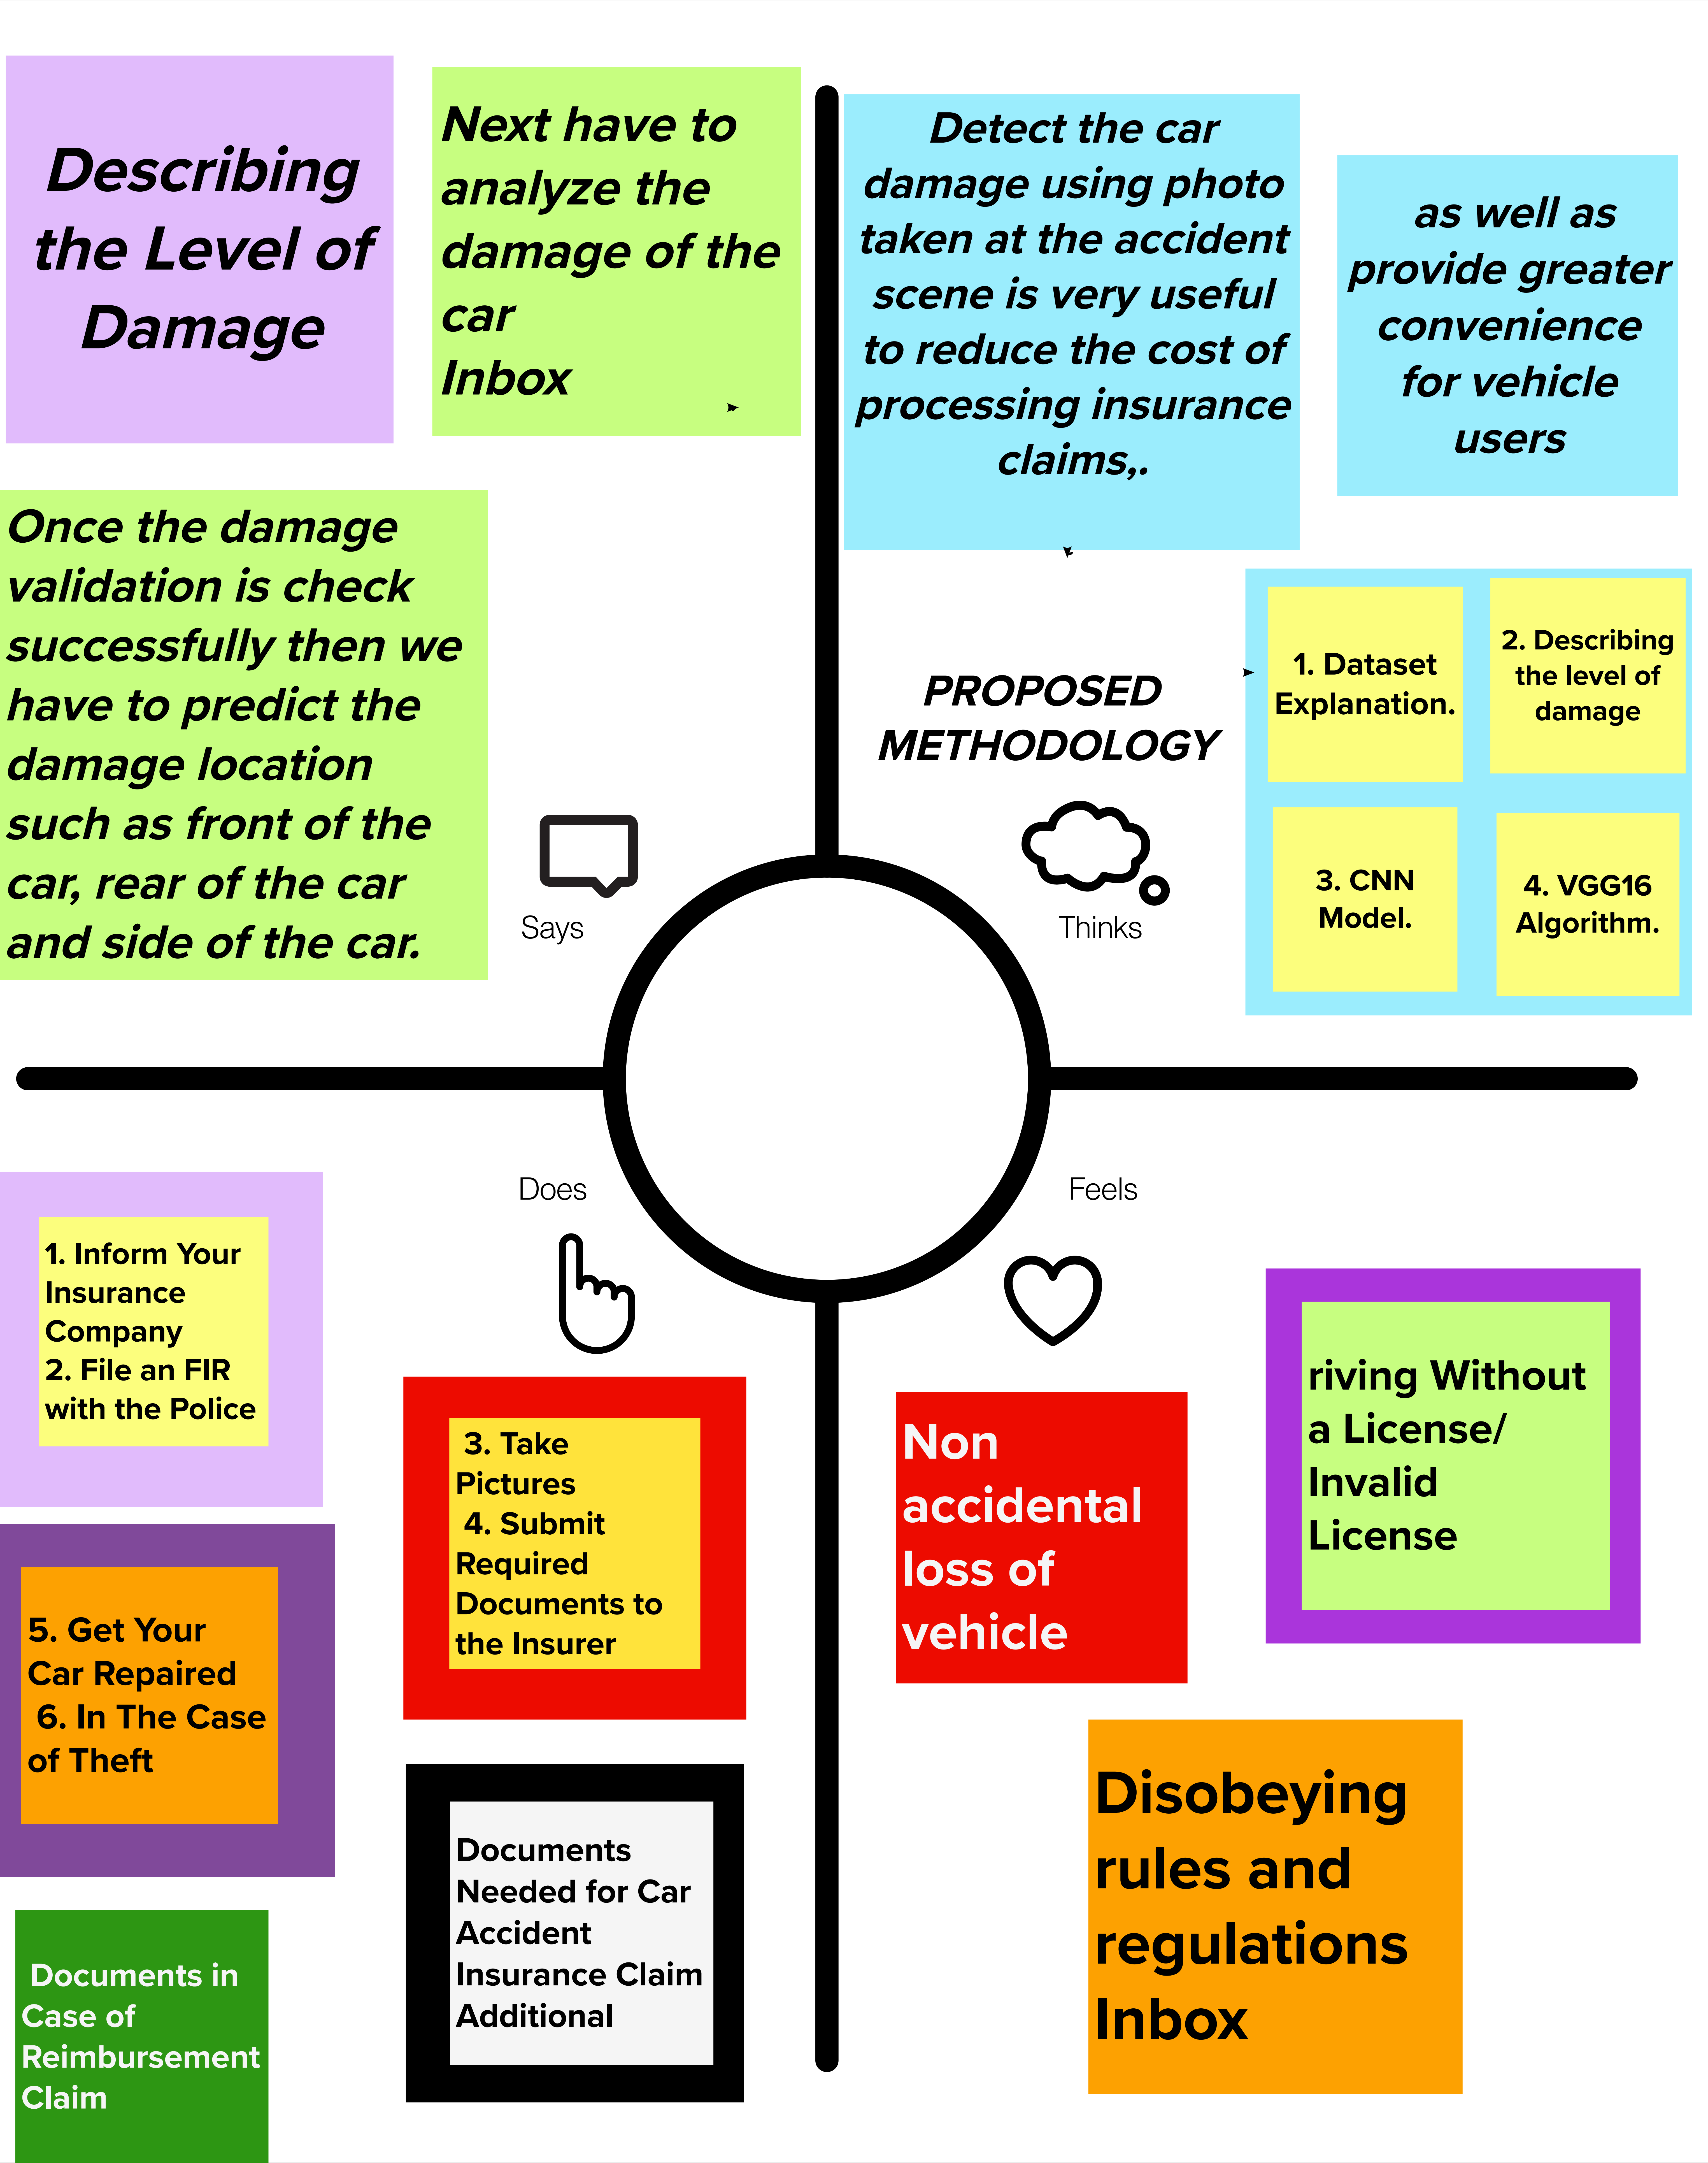 Describing
the Level of
Damage
Next have to
analyze the
damage of the
car
Inbox
Once the damage
validation is check
successfully then we
have to predict the
damage location
such as front of the
car, rear of the car
and side of the car.
Says
Detect the car
damage using photo
taken at the accident
scene is very useful
to reduce the cost of
processing insurance
claims,.
as well as
provide greater
convenience
for vehicle
users
PROPOSED
METHODOLOGY
1. Dataset
Explanation.
2. Describing
the level of
damage
3. CNN
Model.
4. VGG16
Algorithm.
Thinks
Does
1. Inform Your
Insurance
Company
2. File an FIR
with the Police
3. Take
Pictures
4. Submit
Required
Documents to
the Insurer
5. Get Your
Car Repaired
6. In The Case
of Theft
Documents
Needed for Car
Accident
Insurance Claim
Additional
Documents in
Case of
Reimbursement
Claim
Feels
Non
accidental
loss of
vehicle
riving Without
a License/
Invalid
License
Disobeying
rules and
regulations
Inbox